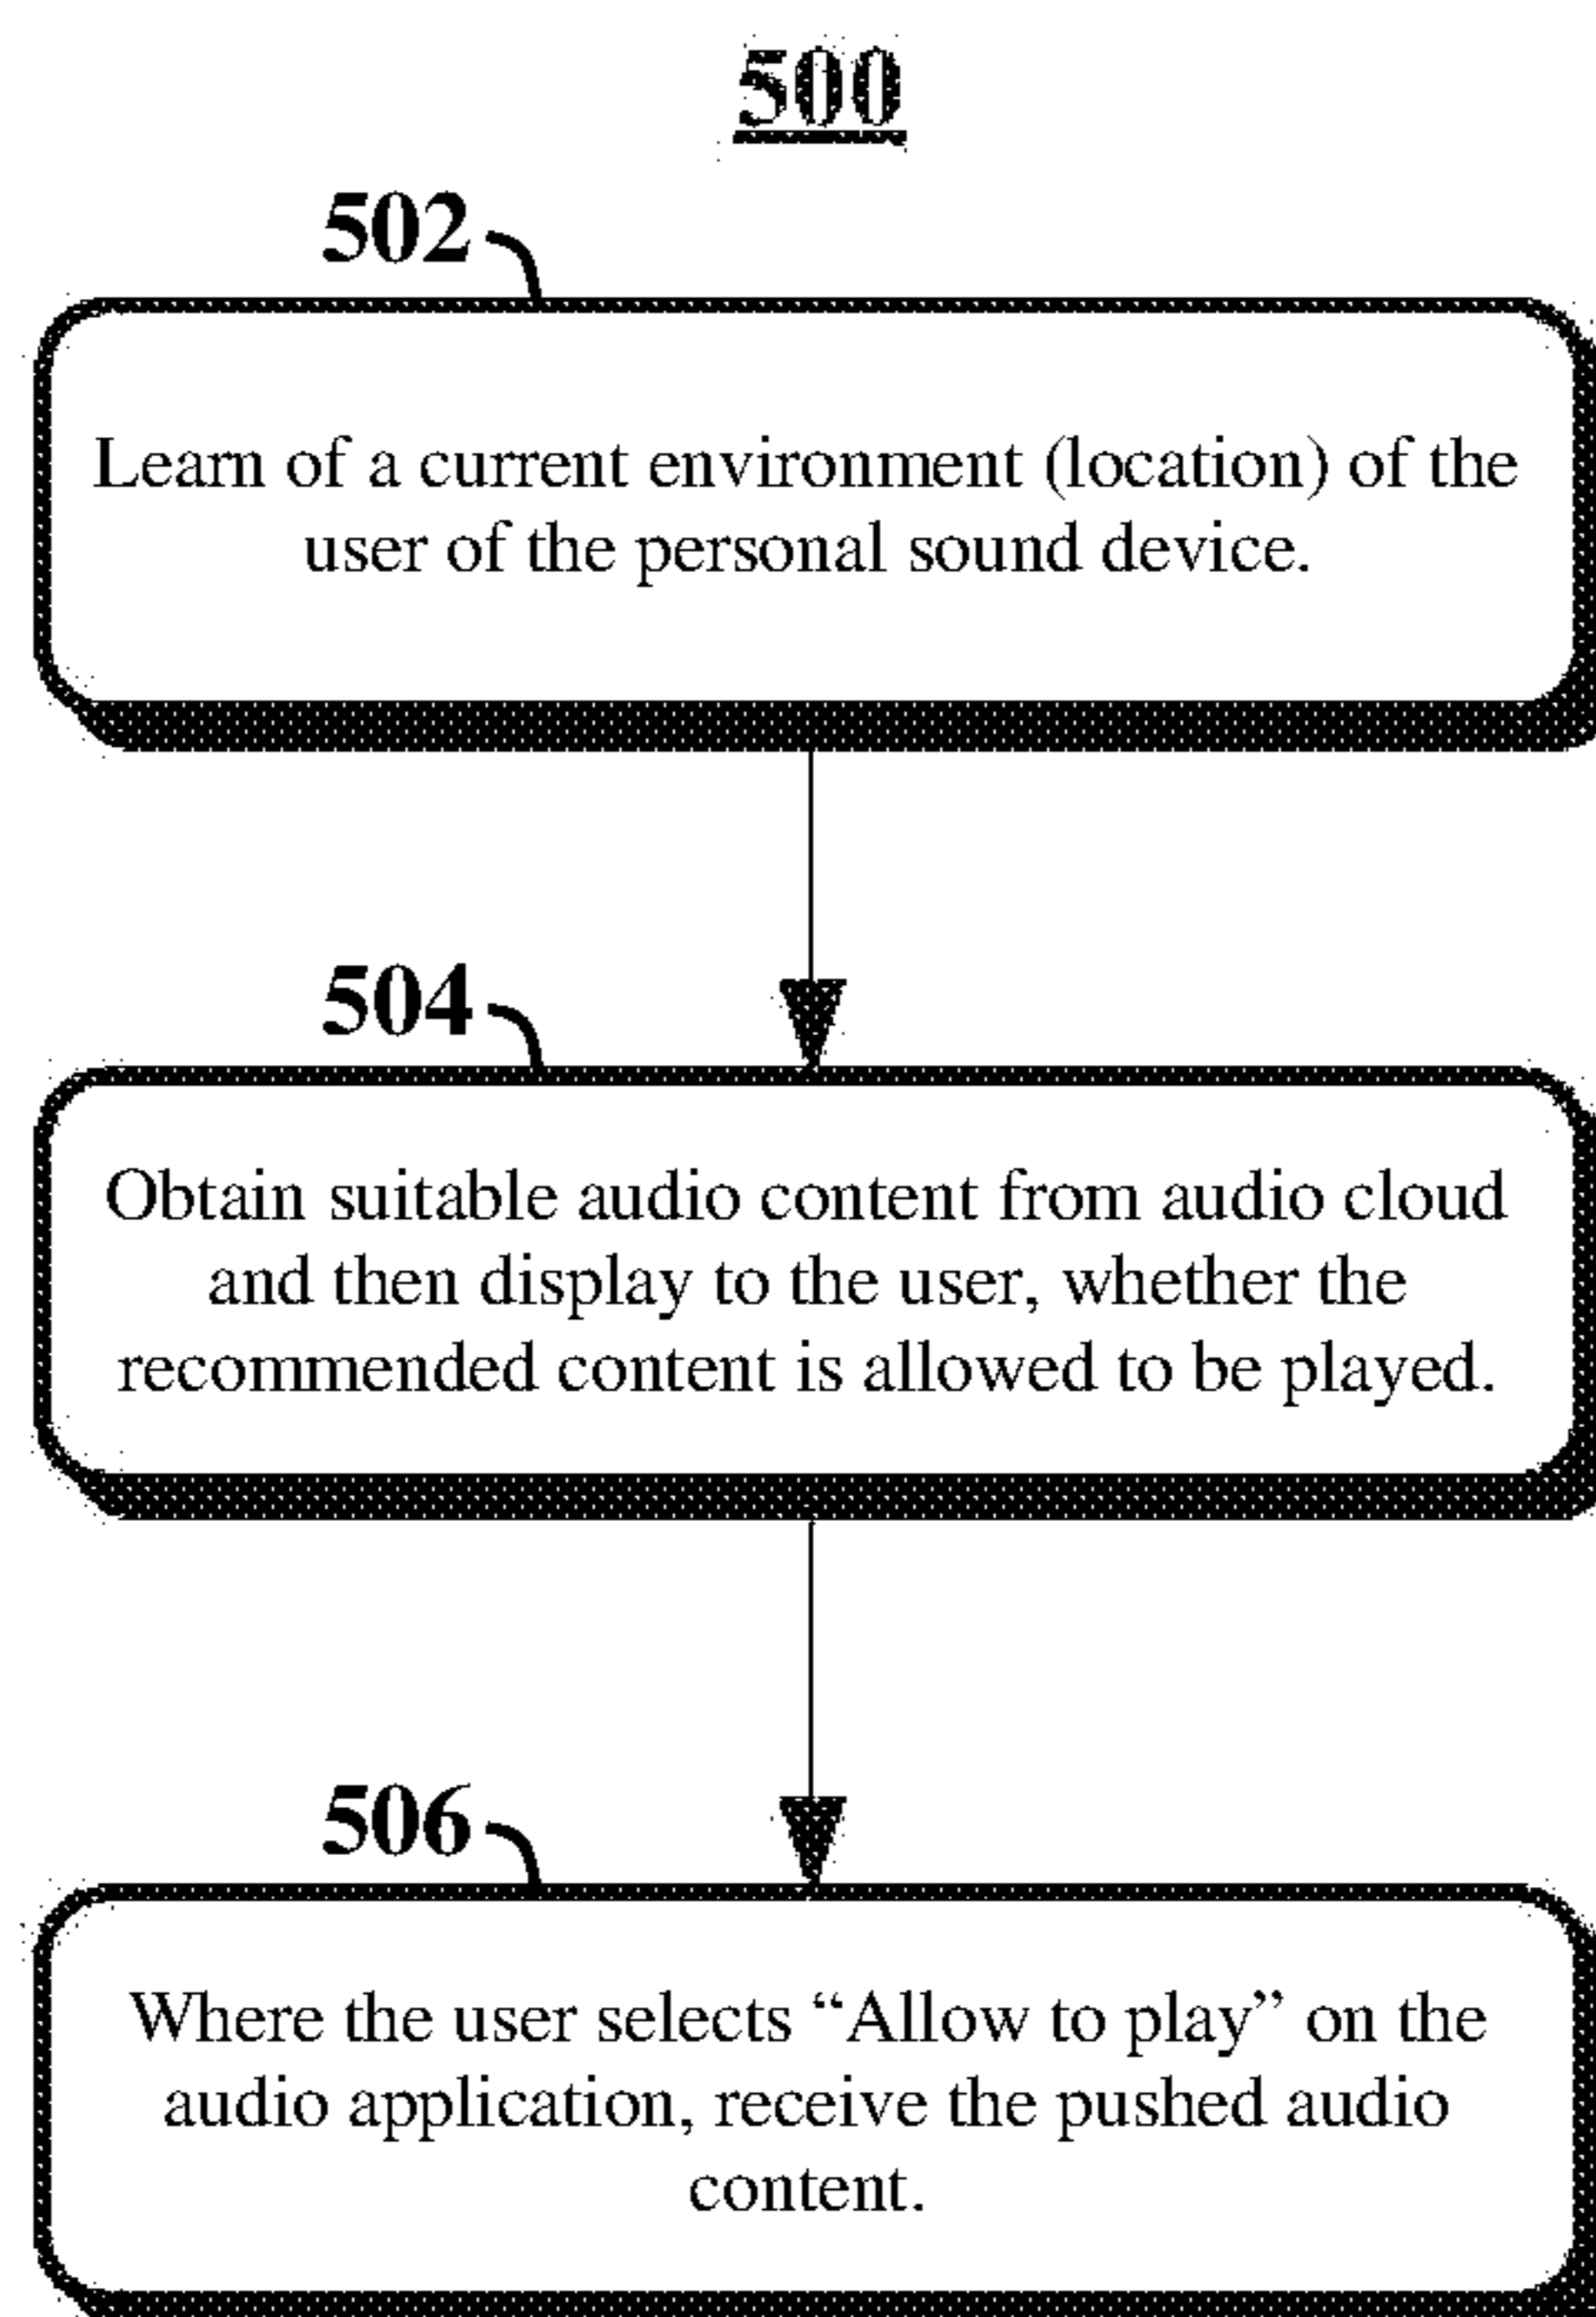 500
502
Learn of a current environment (location) of the
user of the personal sound device.
504
Obtain suitable audio content from audio cloud
and then display to the user, whether the
recommended content is allowed to be played.
506
Where the user selects “Allow to play” on the
audio application, receive the pushed audio
content.